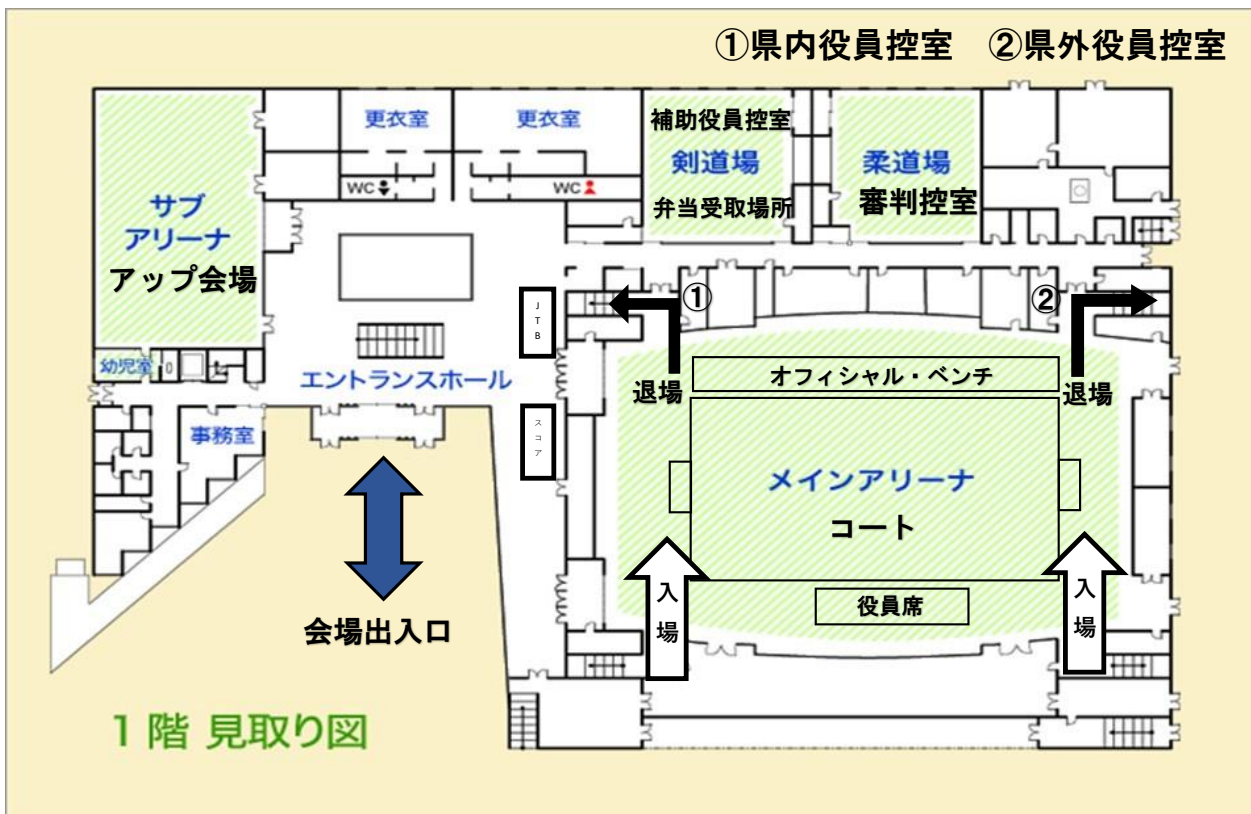 ①県内役員控室　②県外役員控室
更衣室
更衣室
補助役員控室
剣道場
弁当受取場所
柔道場
審判控室
WC
WC
サブ
アリーナ
アップ会場
①
②
JTB
幼児室
エントランスホール
退場
オフィシャル・ベンチ
退場
事務室
スコア
メインアリーナ
コート
入場
役員席
入場
会場出入口
1階 見取り図